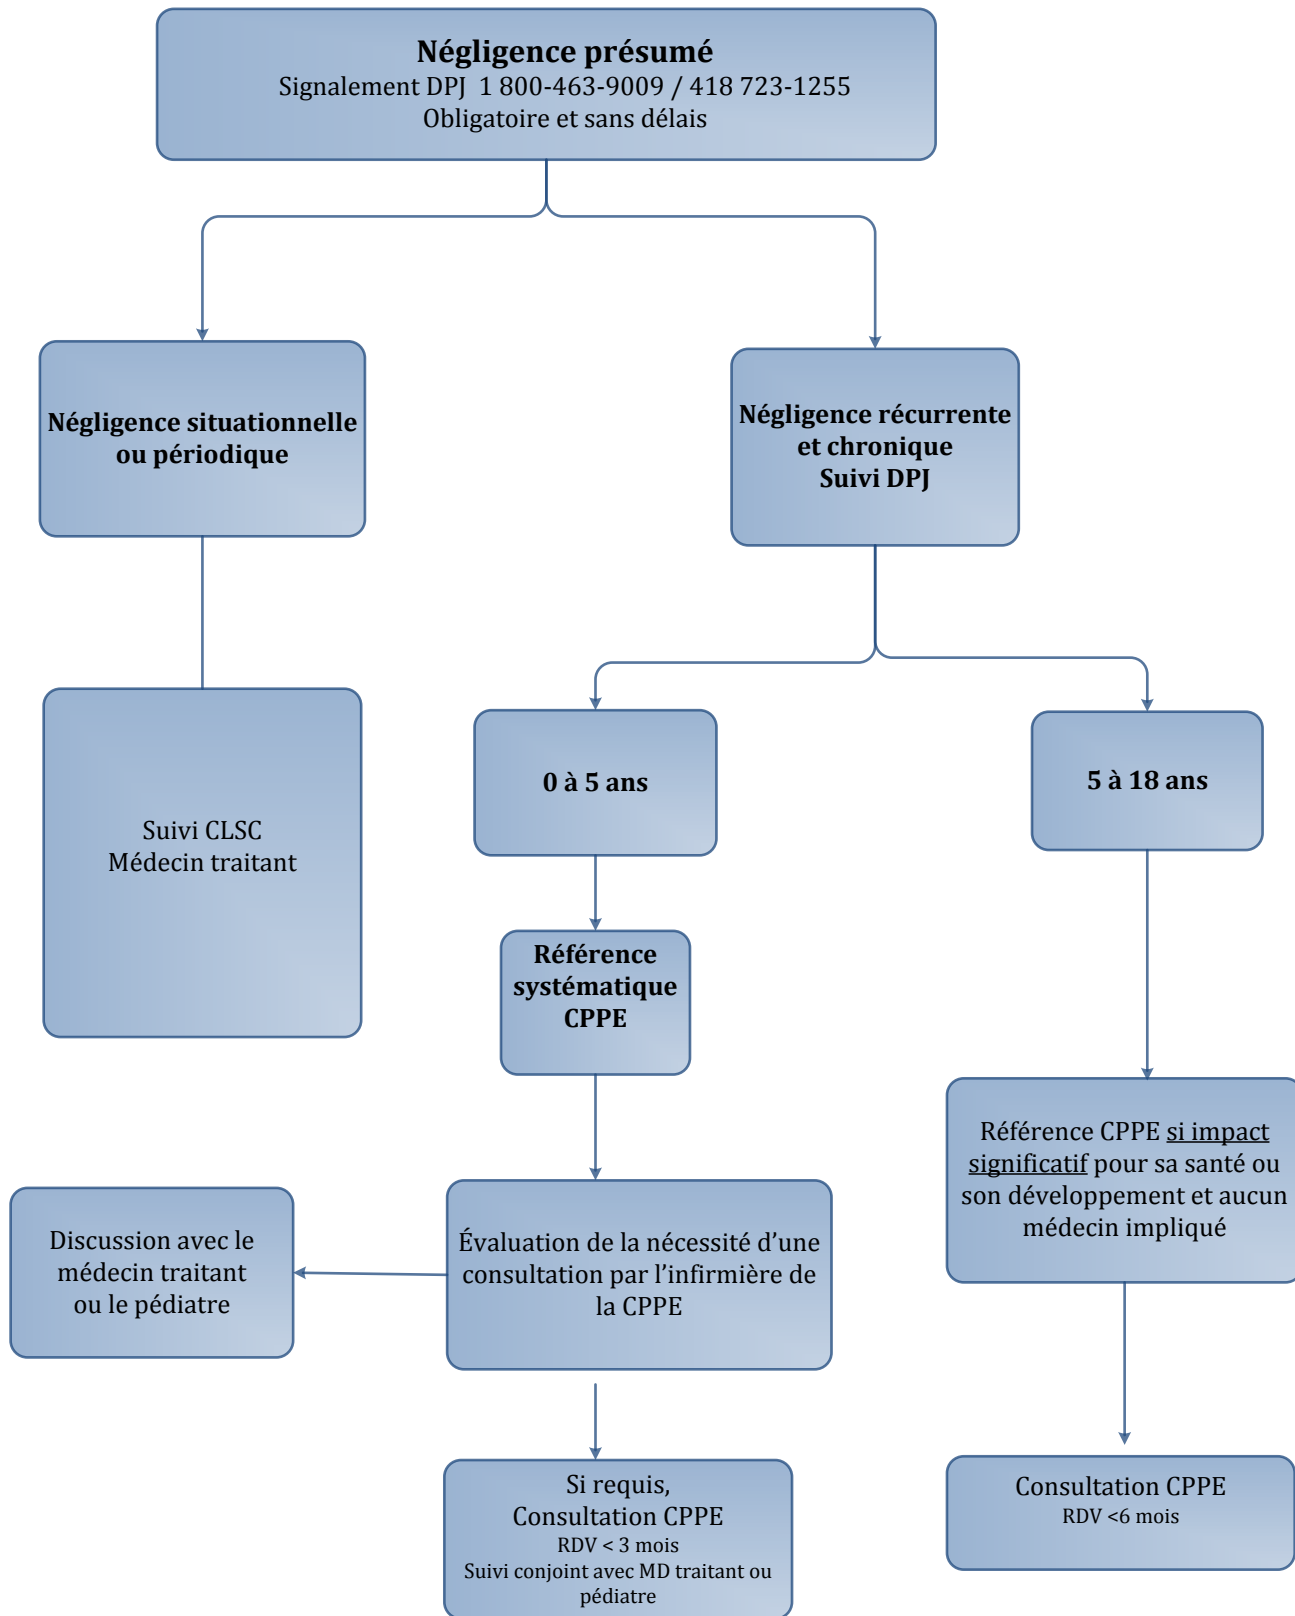 Négligence présumé
Signalement DPJ 1 800-463-9009 / 418 723-1255
Obligatoire et sans délais
Négligence situationnelle
ou périodique
Négligence récurrente
et chronique
Suivi DPJ
Suivi CLSC
Médecin traitant
0 à 5 ans
5 à 18 ans
Référence
systématique
CPPE
Référence CPPE si impact
significatif pour sa santé ou
son développement et aucun
médecin impliqué
Discussion avec le
médecin traitant
ou le pédiatre
Évaluation de la nécessité d’une
consultation par l’infirmière de
la CPPE
Si requis,
Consultation CPPE
RDV < 3 mois
Suivi conjoint avec MD traitant ou
pédiatre
Consultation CPPE
RDV <6 mois